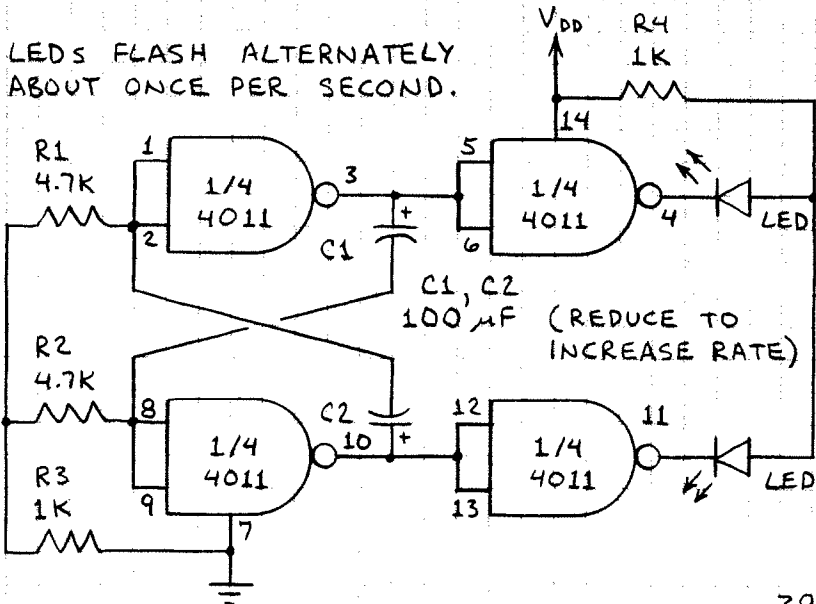 LEDs FLASH ALTERNATELY
ABOUT ONCE PER SECOND.
VDD
R4
1K
14
R1
4.7K
1
2
1/4
4011
3
C1
+
5
6
1/4
4011
4
LED
C1, C2
100 µF (REDUCE TO
INCREASE RATE)
R2
4.7K
8
9
1/4
4011
10
C2
+
12
13
1/4
4011
11
LED
R3
1K
7